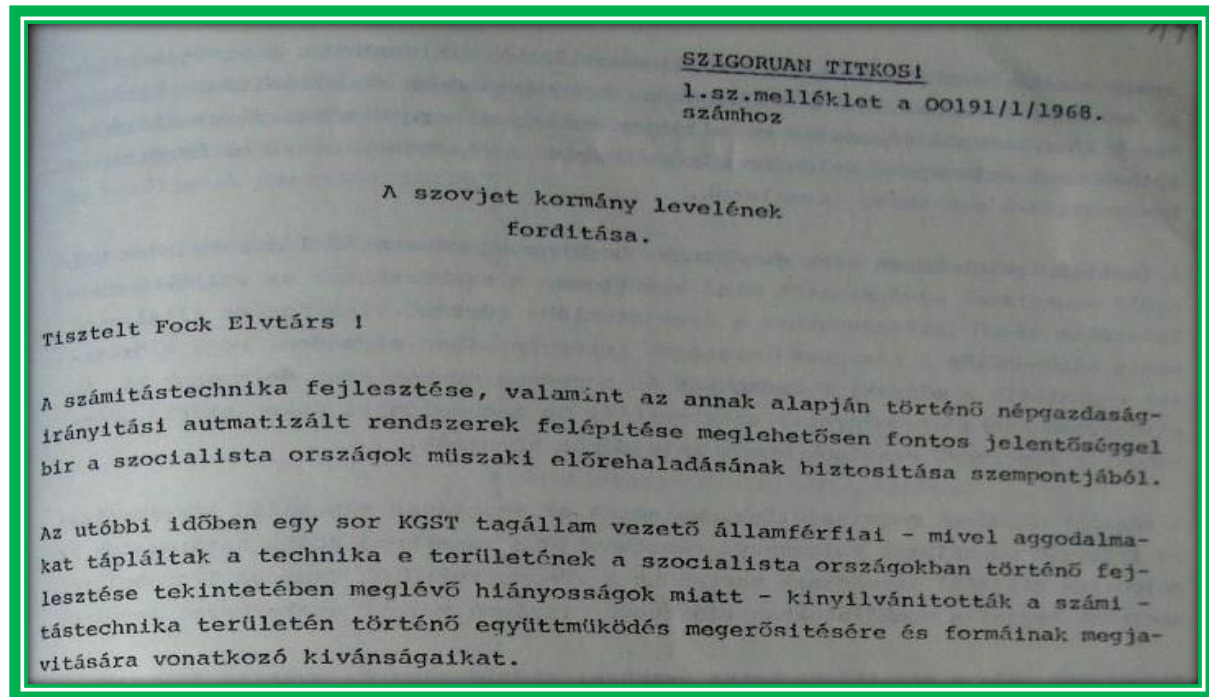 SZIGORUAN TITKOS!
1.sz.melléklet a 00191/1/1968.
számhoz
A szovjet kormány levelének
forditása.
Tisztelt Fock Elvtárs !
A számitástechnika fejlesztése, valamint az annak alapján történő népgazdaság-
irányitási autmatizált rendszerek felépitése meglehetősen fontos jelentőséggel
bir a szocialista országok müszaki előrehaladásának biztositása szempontjából.
Az utóbbi időben egy sor KGST tagállam vezető államférfiai - mivel aggodalma-
kat tápláltak a technika e területének a szocialista országokban történő fej-
lesztése tekintetében meglévő hiányosságok miatt - kinyilvánitották a számi -
tástechnika területén történő együttmüködés megerősitésére és formáinak megja-
vitására vonatkozó kivánságaikat.